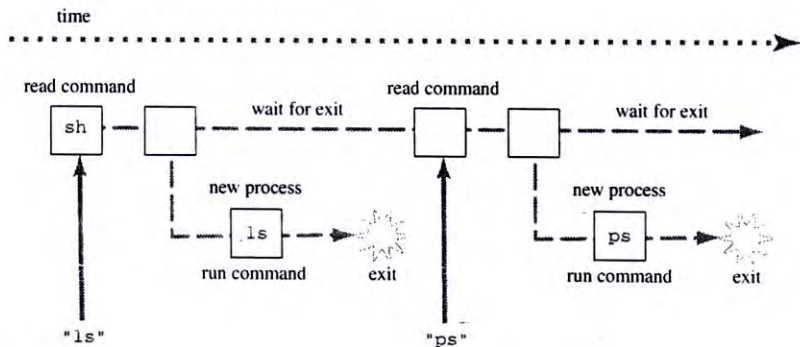 time
read command
read command
wait for exit
wait for exit
sh
new process
new process
ls
ps
run command
exit
run command
exit
"ls"
"ps"